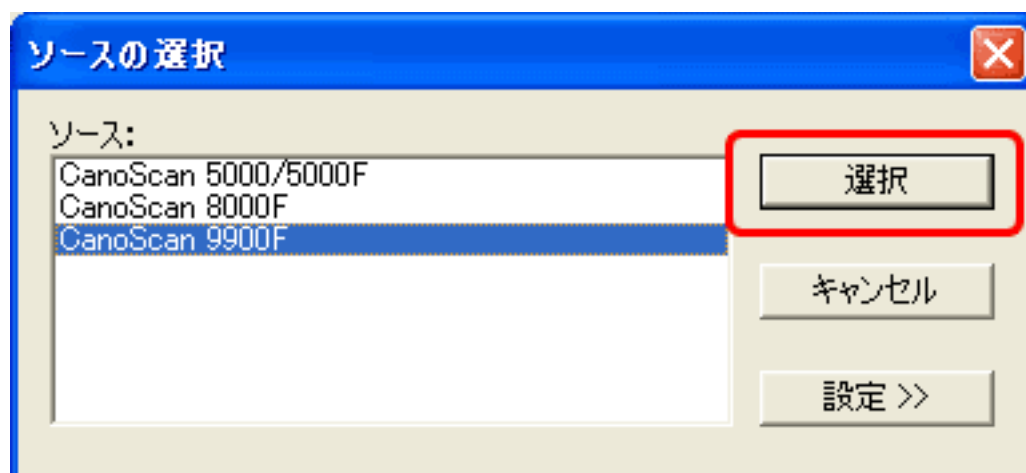 ソースの選択
ソース:
CanoScan 5000/5000F
CanoScan 8000F
CanoScan 9900F
選択
キャンセル
設定 >>